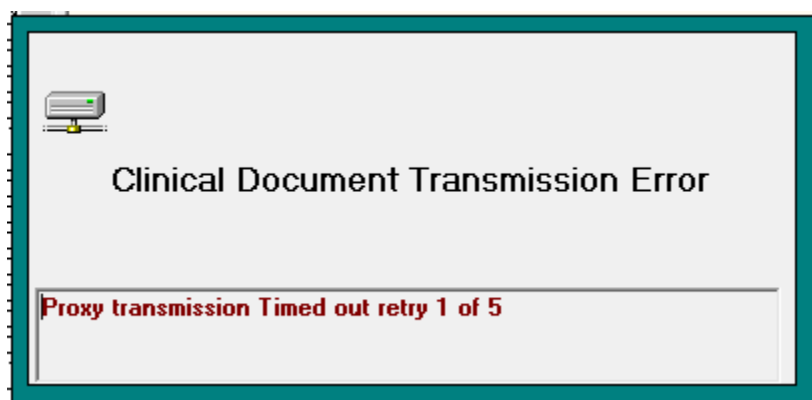 Clinical Document Transmission Error
Proxy transmission Timed out retry 1 of 5